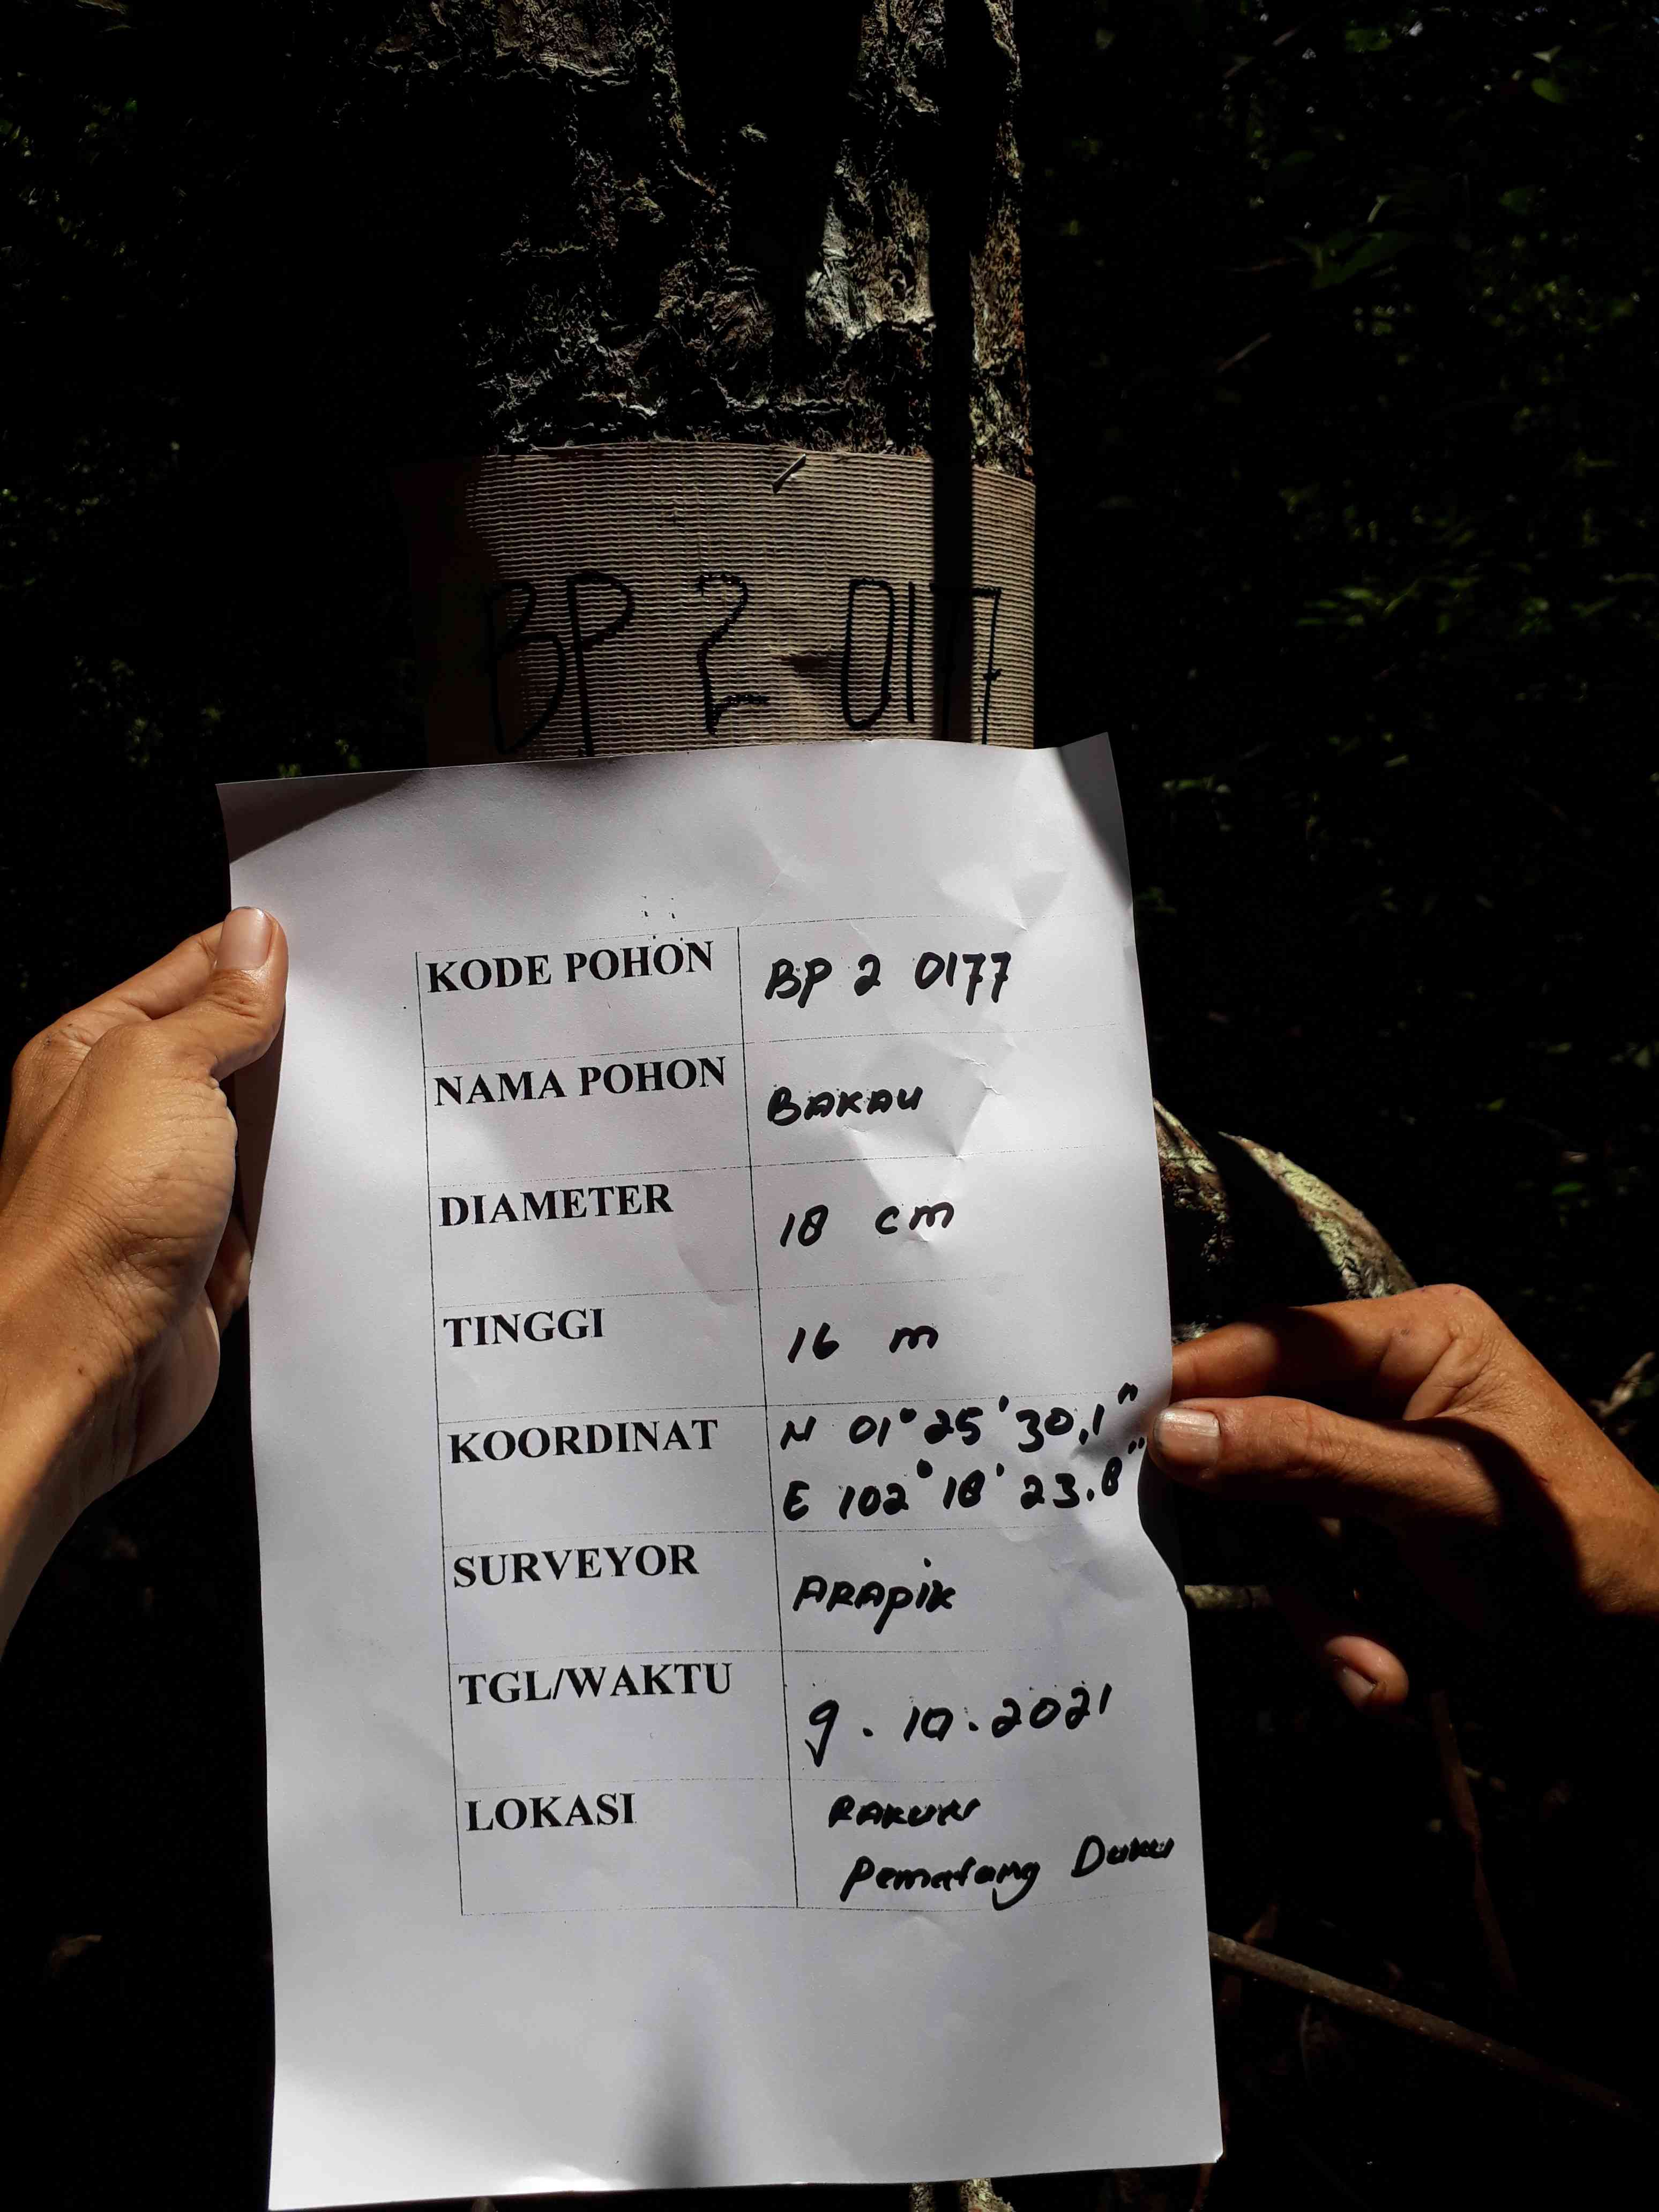 BP 2-0177
KODE POHON BP 2 0177
NAMA POHON BAKAU
DIAMETER 18 cm
TINGGI 16 m
KOORDINAT N 01° 25' 30,1"
E 102° 18' 23.8"
SURVEYOR ARAPIK
TGL/WAKTU 9.10.2021
LOKASI
Pematang Duku